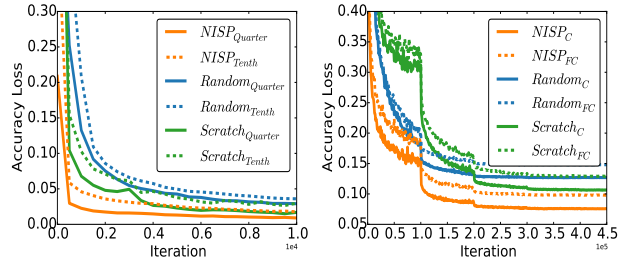 0.30
0.25
0.20
0.15
0.10
0.05
0.00
Accuracy Loss
NISP_Quarter
NISP_Tenth
Random_Quarter
Random_Tenth
Scratch_Quarter
Scratch_Tenth
0.0 0.2 0.4 0.6 0.8 1.0
1e4
Iteration
0.40
0.35
0.30
0.25
0.20
0.15
0.10
0.05
Accuracy Loss
NISP_C
NISP_FC
Random_C
Random_FC
Scratch_C
Scratch_FC
0.0 0.5 1.0 1.5 2.0 2.5 3.0 3.5 4.0 4.5
1e5
Iteration